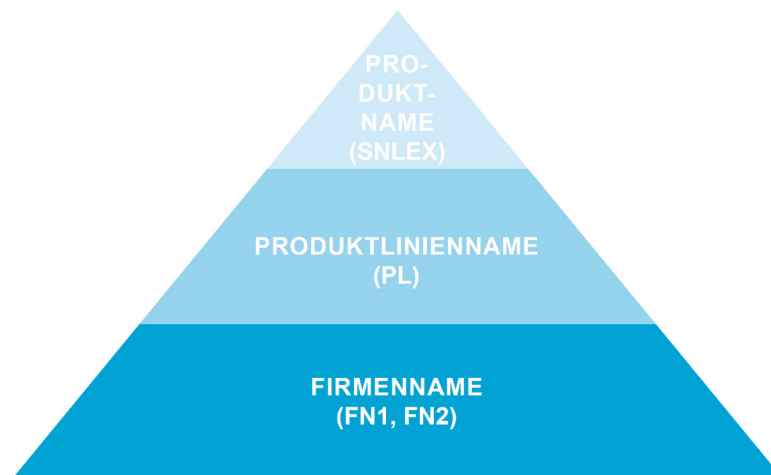 PRO-
DUKT-
NAME
(SNLEX)
PRODUKTLINIENNAME
(PL)
FIRMENNAME
(FN1, FN2)